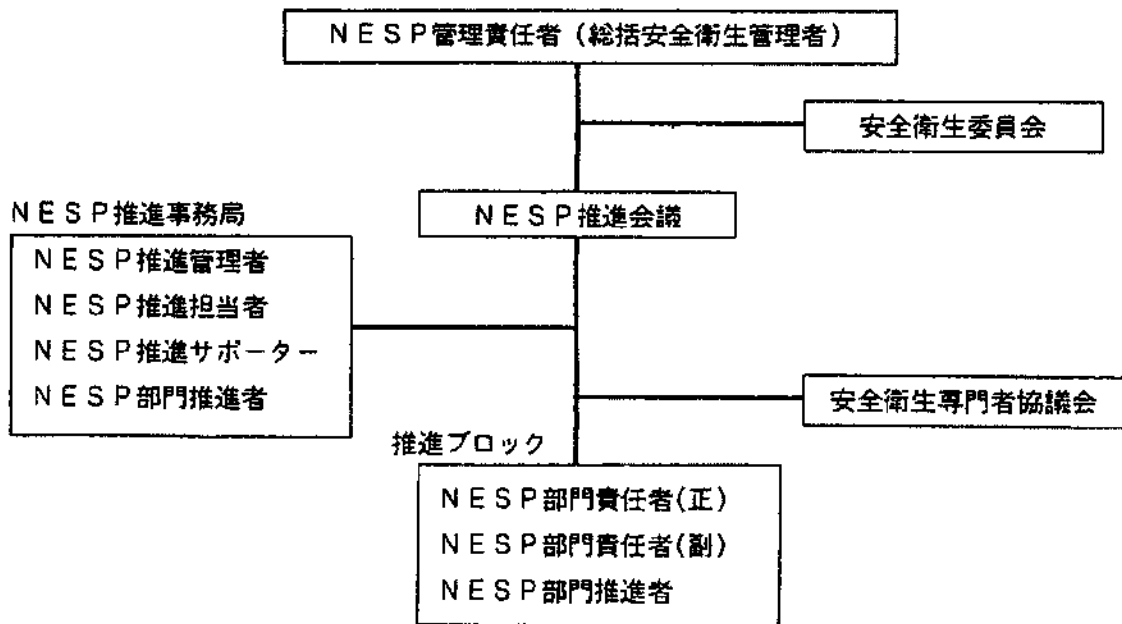 NESP管理責任者（総括安全衛生管理者）
安全衛生委員会
NESP推進会議
NESP推進事務局
NESP推進管理者
NESP推進担当者
NESP推進サポーター
NESP部門推進者
安全衛生専門者協議会
推進ブロック
NESP部門責任者(正)
NESP部門責任者(副)
NESP部門推進者